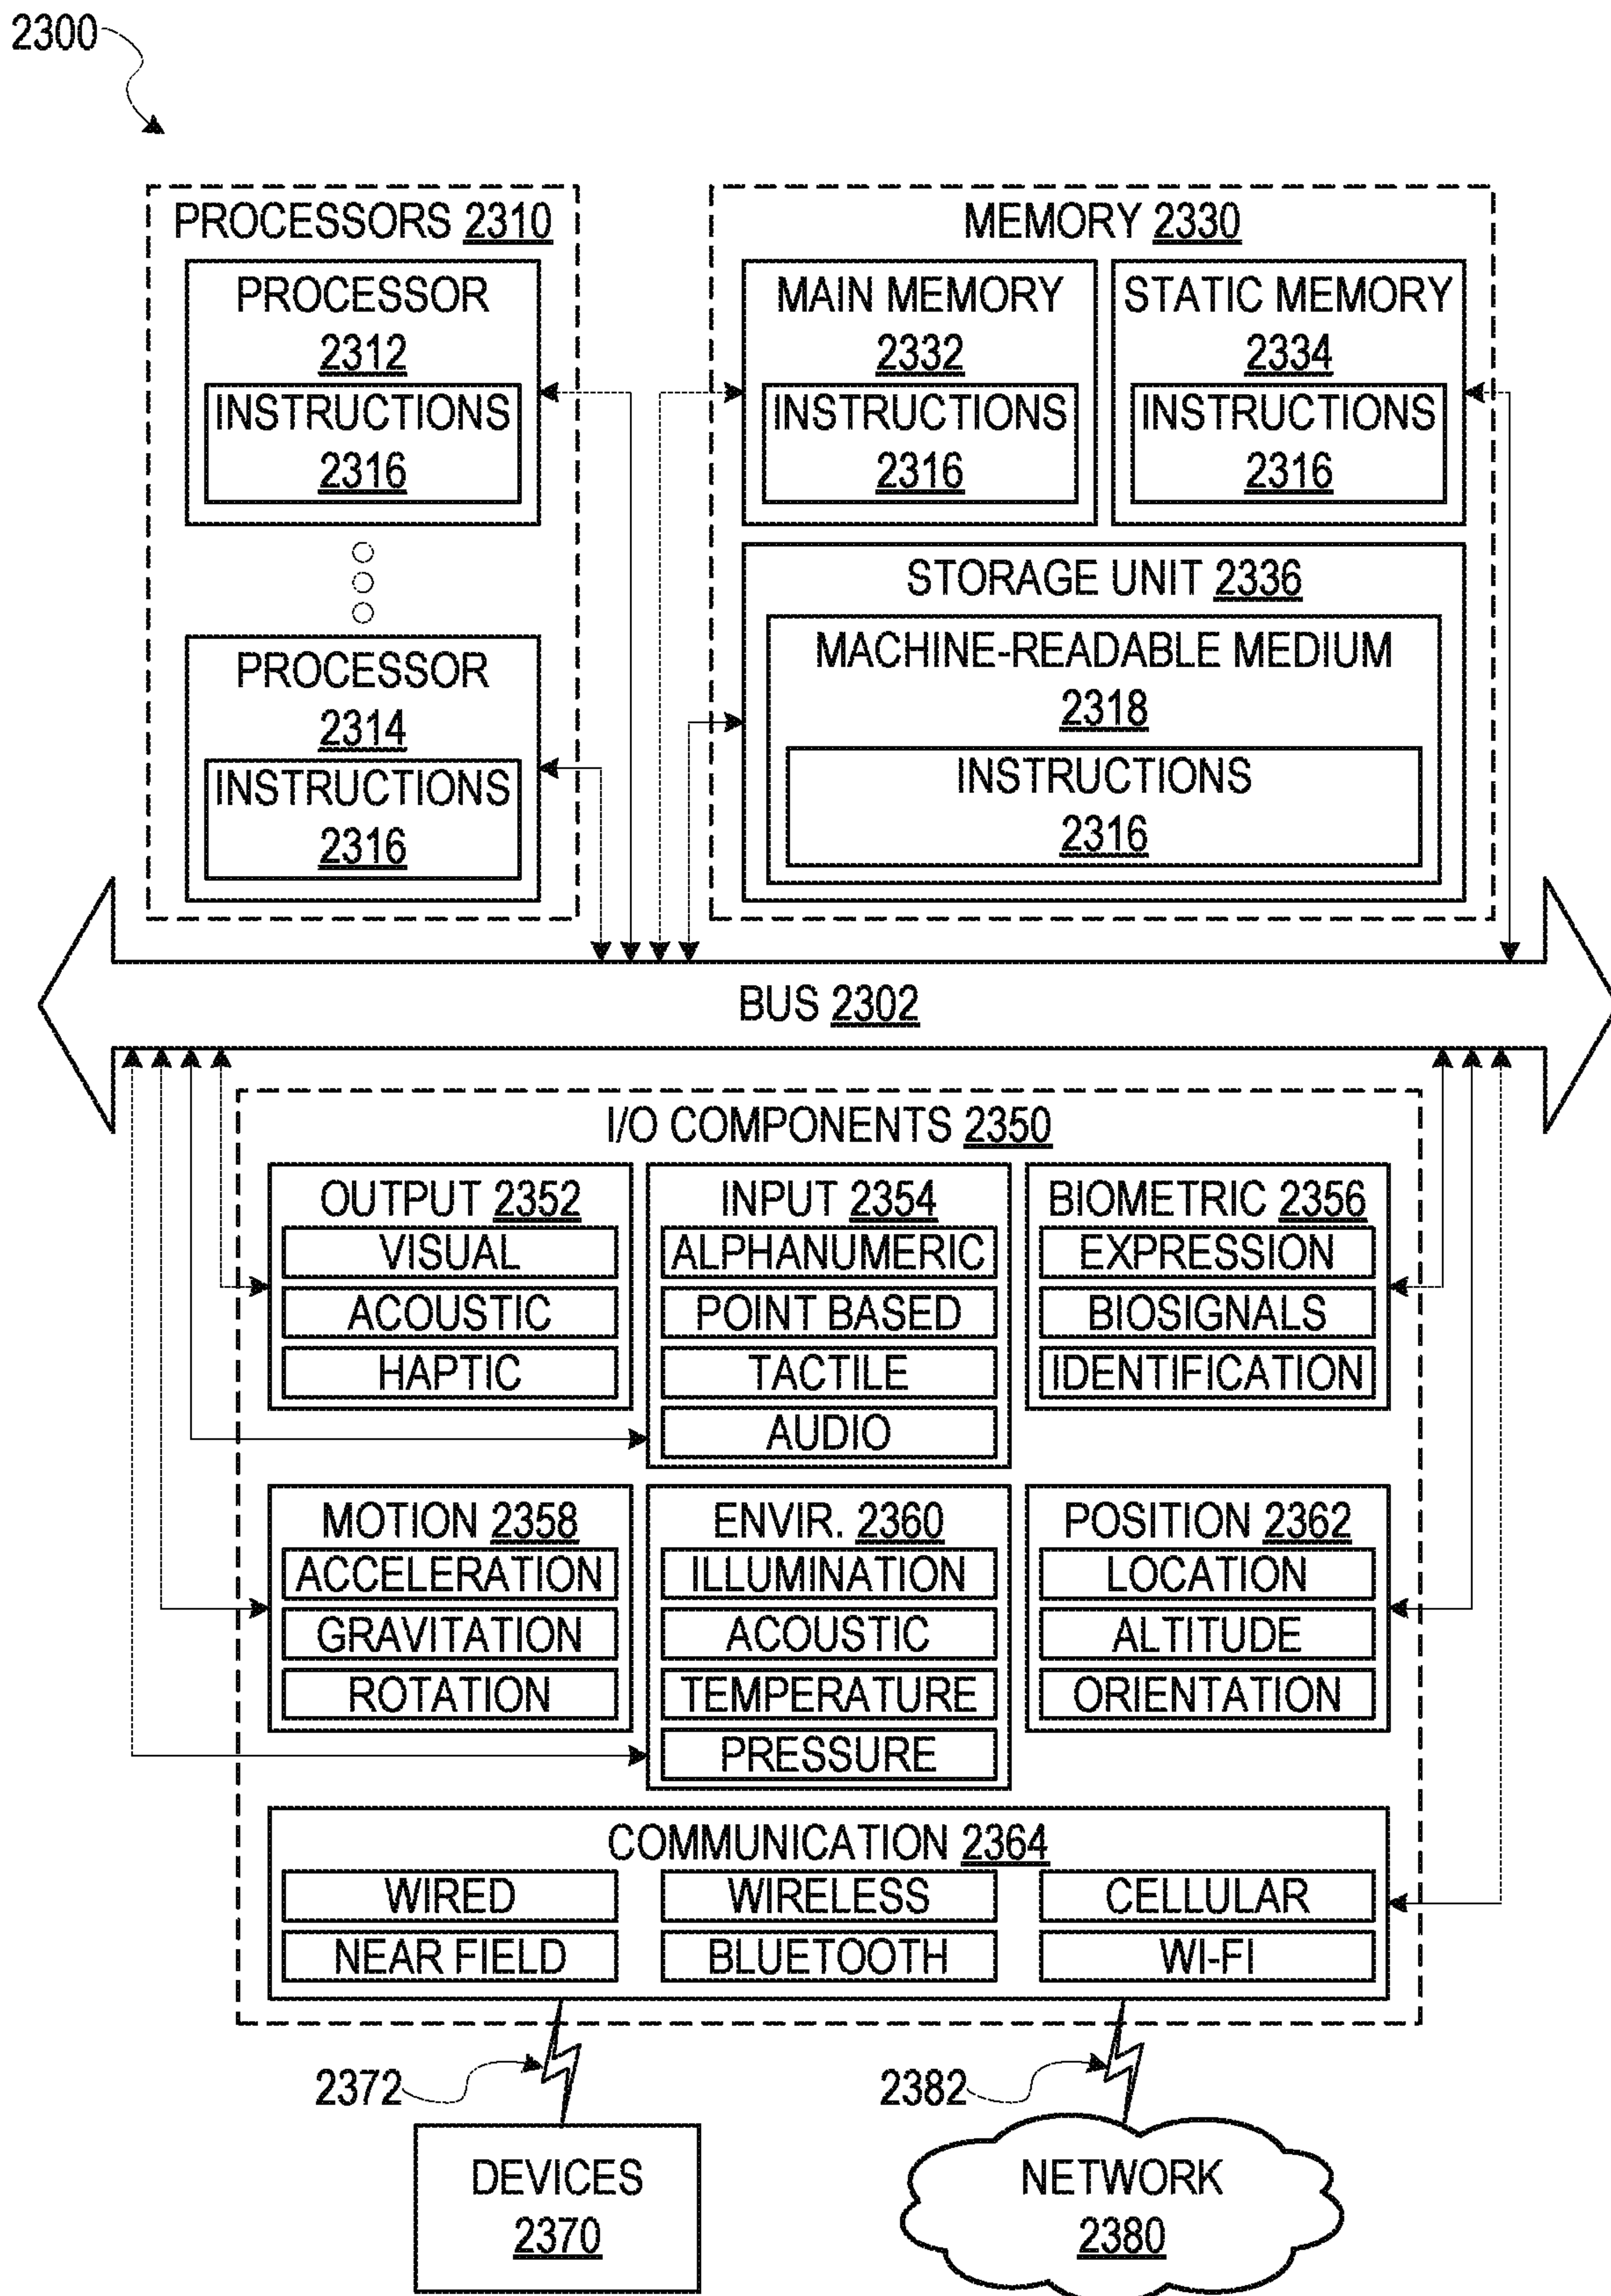 2300
PROCESSORS 2310
PROCESSOR
2312
INSTRUCTIONS
2316
PROCESSOR
2314
INSTRUCTIONS
2316
MEMORY 2330
MAIN MEMORY
2332
INSTRUCTIONS
2316
STATIC MEMORY
2334
INSTRUCTIONS
2316
STORAGE UNIT 2336
MACHINE-READABLE MEDIUM
2318
INSTRUCTIONS
2316
BUS 2302
I/O COMPONENTS 2350
OUTPUT 2352
VISUAL
ACOUSTIC
HAPTIC
INPUT 2354
ALPHANUMERIC
POINT BASED
TACTILE
AUDIO
BIOMETRIC 2356
EXPRESSION
BIOSIGNALS
IDENTIFICATION
MOTION 2358
ACCELERATION
GRAVITATION
ROTATION
ENVIR. 2360
ILLUMINATION
ACOUSTIC
TEMPERATURE
PRESSURE
POSITION 2362
LOCATION
ALTITUDE
ORIENTATION
COMMUNICATION 2364
WIRED
WIRELESS
CELLULAR
NEAR FIELD
BLUETOOTH
WI-FI
2372
2382
DEVICES
2370
NETWORK
2380